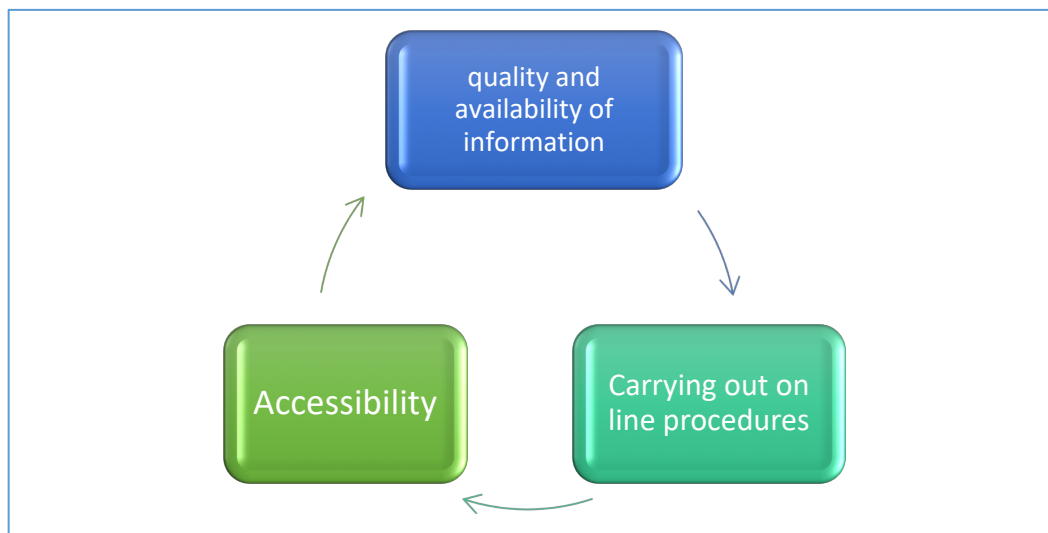 quality and
availability of
information
Accessibility
Carrying out on
line procedures